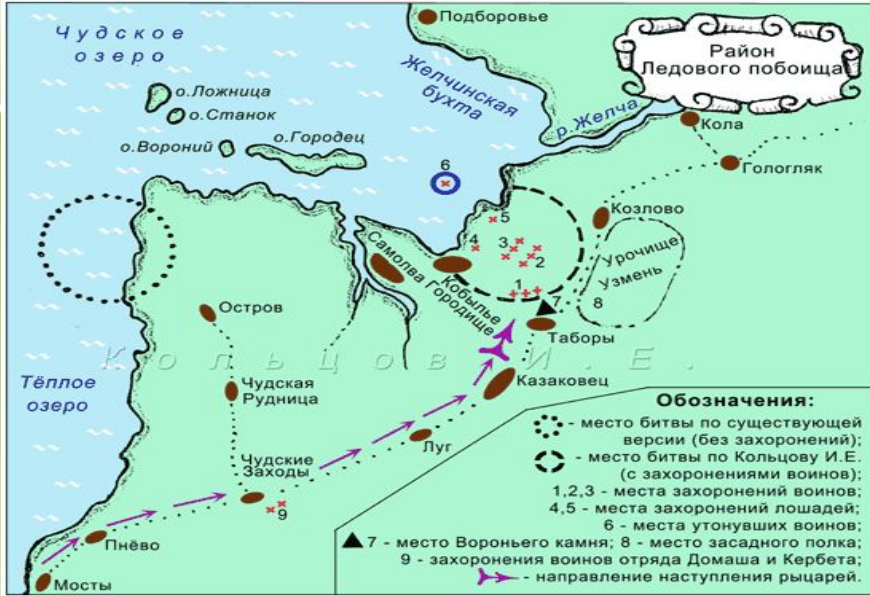 Чудское
озеро
Подборовье
Район
Ледового побоища
Желчинская
бухта
о.Ложница
о.Станок
о.Вороний
о.Городец
р.Желча
Кола
Гологляк
6
5
4
3
2
1
7
8
Козлово
Урочище
Узмень
Самолва
Кобылье
Городище
Таборы
Остров
Кольцов И.Е.
Тёплое
озеро
Чудская
Рудница
Казаковец
Луг
Чудские
Заходы
9
Пнёво
Мосты
Обозначения:
- место битвы по существующей
версии (без захоронений);
- место битвы по Кольцову И.Е.
(с захоронениями воинов);
1,2,3 - места захоронений воинов;
4,5 - места захоронений лошадей;
6 - места утонувших воинов;
7 - место Вороньего камня; 8 - место засадного полка;
9 - захоронения воинов отряда Домаша и Кербета;
- направление наступления рыцарей.